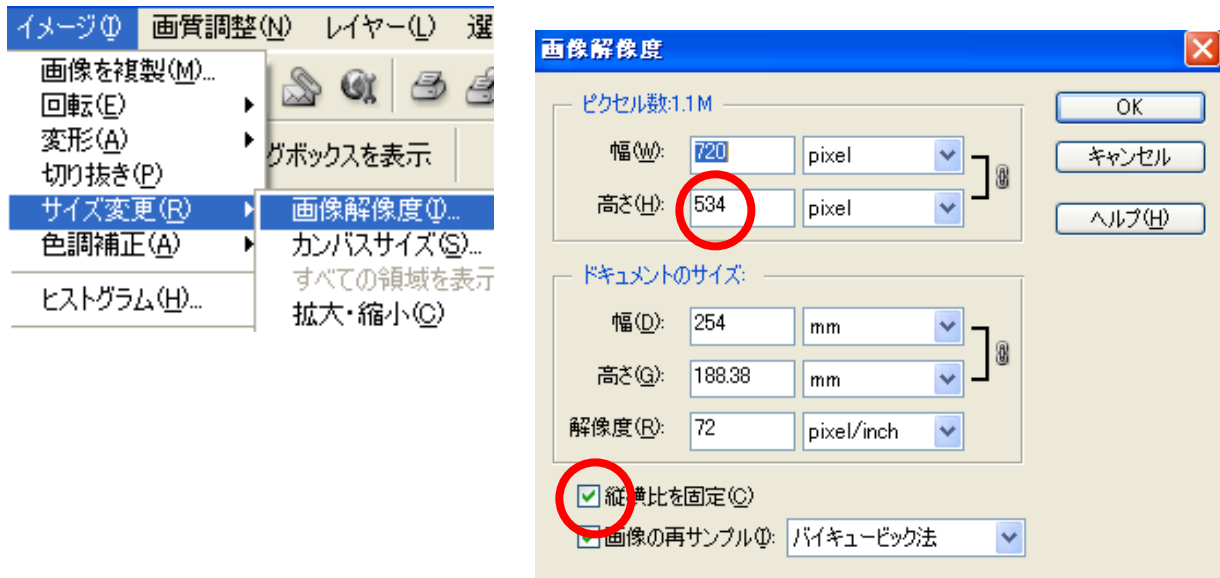 イメージ(I) 画質調整(N) レイヤー(L) 選
画像を複製(M)...
回転(E)
変形(A)
切り抜き(P)
サイズ変更(R)
色調補正(A)
ヒストグラム(H)...
グボックスを表示
画像解像度(I)...
カンバスサイズ(S)...
すべての領域を表示
拡大・縮小(C)
画像解像度
ピクセル数:1.1M
幅(W): 720 pixel
高さ(H): 534 pixel
ドキュメントのサイズ:
幅(D): 254 mm
高さ(G): 188.38 mm
解像度(R): 72 pixel/inch
縦横比を固定(C)
画像の再サンプル(I): バイキュービック法
OK
キャンセル
ヘルプ(H)